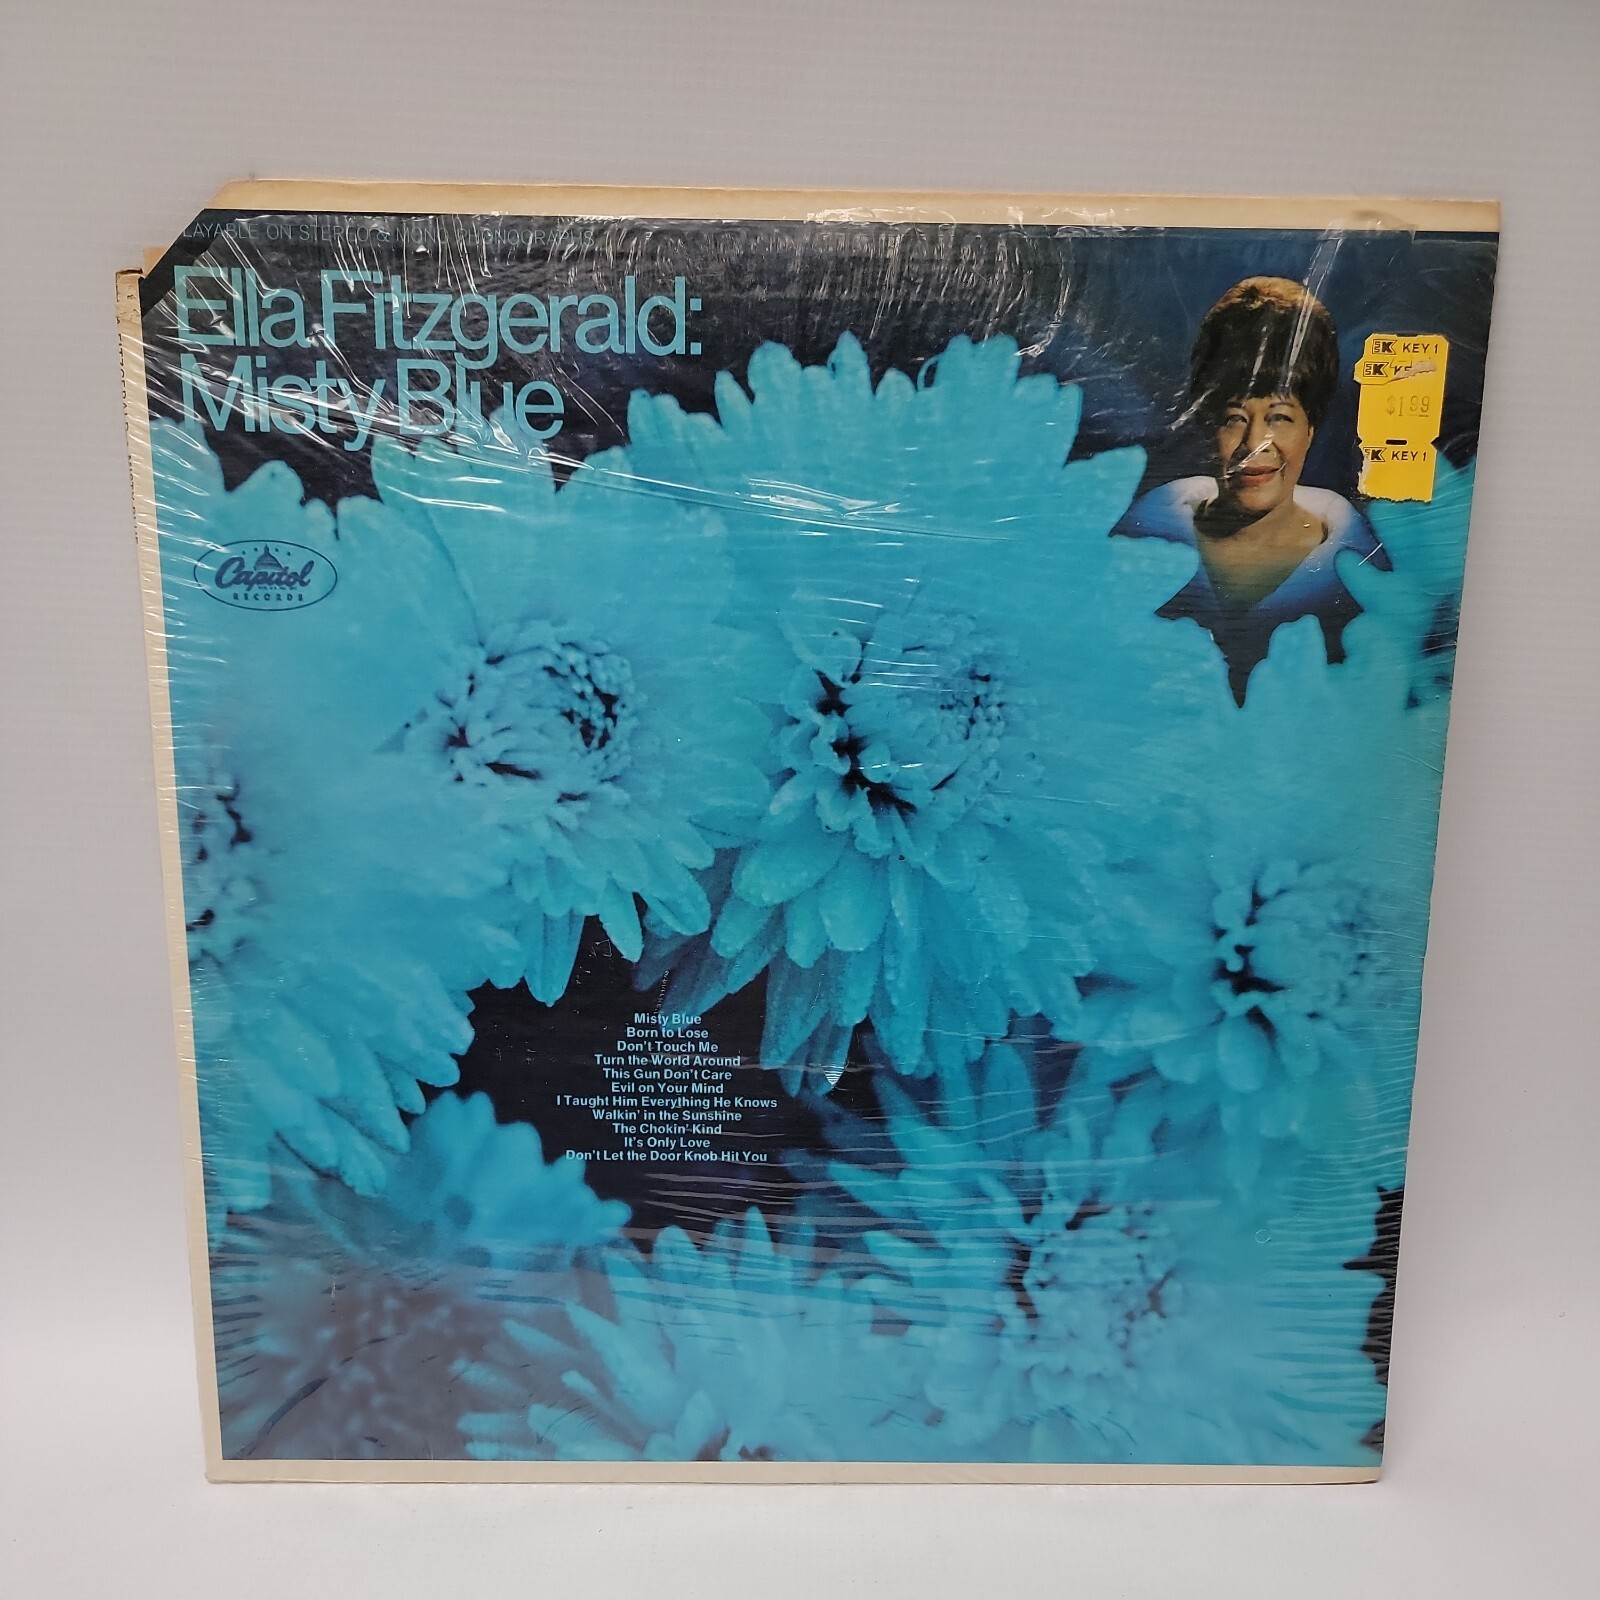 LAYABLE ON STEREO & MONO PHONOGRAPHS
Ella Fitzgerald:
Misty Blue
KEY 1
$1.99
KEY 1
Capitol
RECORDS
Misty Blue
Born to Lose
Don't Touch Me
Turn the World Around
This Gun Don't Care
Evil on Your Mind
I Taught Him Everything He Knows
Walkin' in the Sunshine
The Chokin' Kind
It's Only Love
Don't Let the Door Knob Hit You